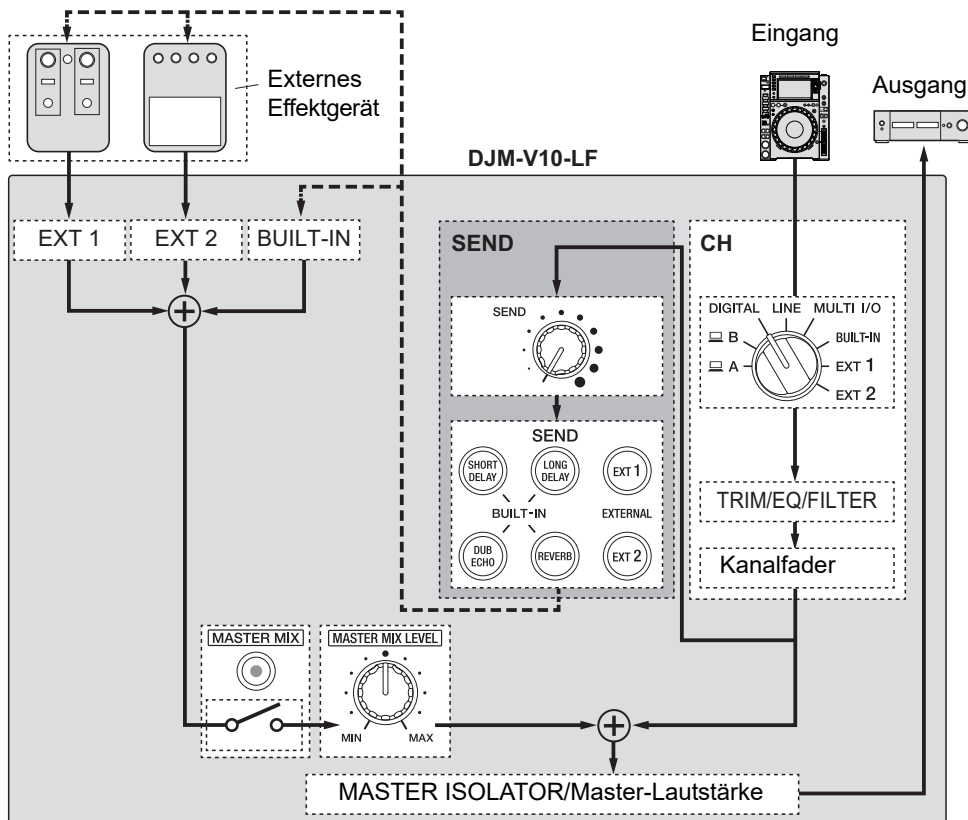 Eingang
Externes
Effektgerät
Ausgang
DJM-V10-LF
EXT 1
EXT 2
BUILT-IN
SEND
CH
SEND
DIGITAL
LINE
MULTI I/O
B
BUILT-IN
A
EXT 1
EXT 2
SEND
SHORT
DELAY
LONG
DELAY
EXT 1
BUILT-IN
EXTERNAL
DUB
ECHO
REVERB
EXT 2
TRIM/EQ/FILTER
Kanalfader
MASTER MIX
MASTER MIX LEVEL
MIN
MAX
MASTER ISOLATOR/Master-Lautstärke